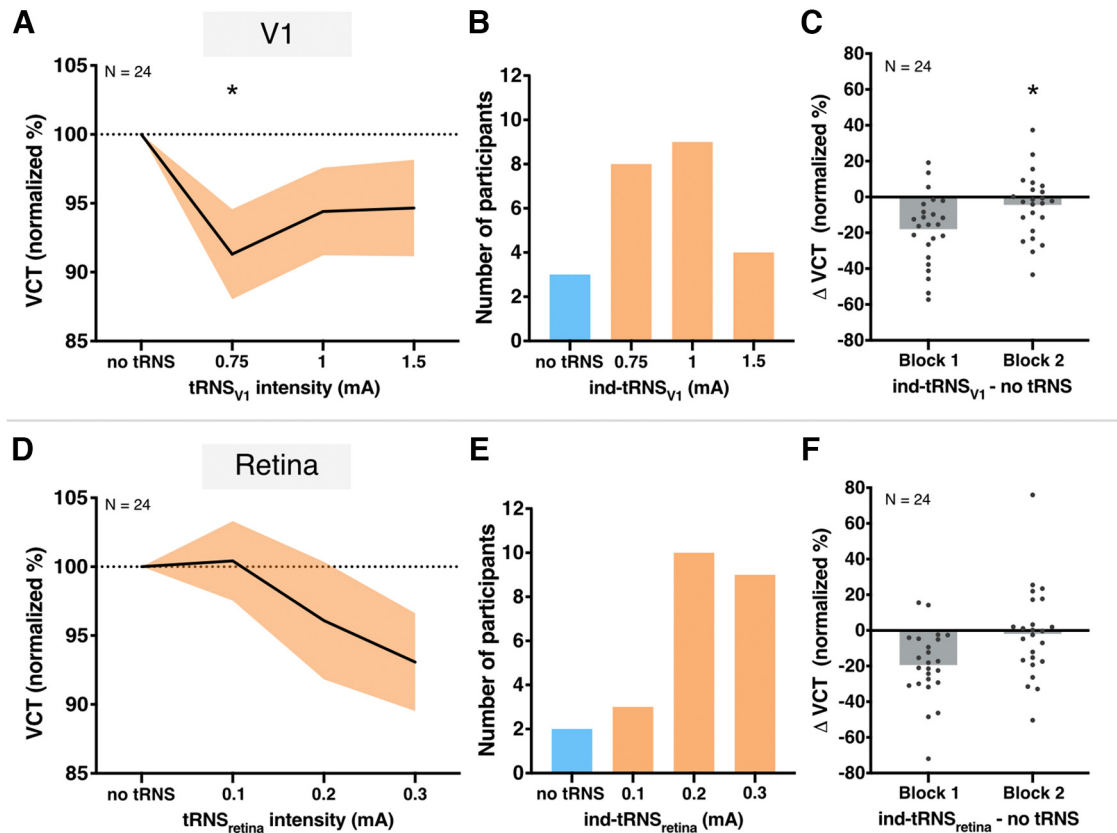 A
V1
N = 24
*
VCT (normalized %)
105
100
95
90
85
no tRNS
0.75
1
1.5
tRNSV1 intensity (mA)
B
Number of participants
12
10
8
6
4
2
0
no tRNS
0.75
1
1.5
ind-tRNSV1 (mA)
C
N = 24
*
Δ VCT (normalized %)
80
60
40
20
0
-20
-40
-60
-80
Block 1
Block 2
ind-tRNSV1 - no tRNS
D
Retina
N = 24
VCT (normalized %)
105
100
95
90
85
no tRNS
0.1
0.2
0.3
tRNSretina intensity (mA)
E
Number of participants
12
10
8
6
4
2
0
no tRNS
0.1
0.2
0.3
ind-tRNSretina (mA)
F
N = 24
Δ VCT (normalized %)
80
60
40
20
0
-20
-40
-60
-80
Block 1
Block 2
ind-tRNSretina - no tRNS